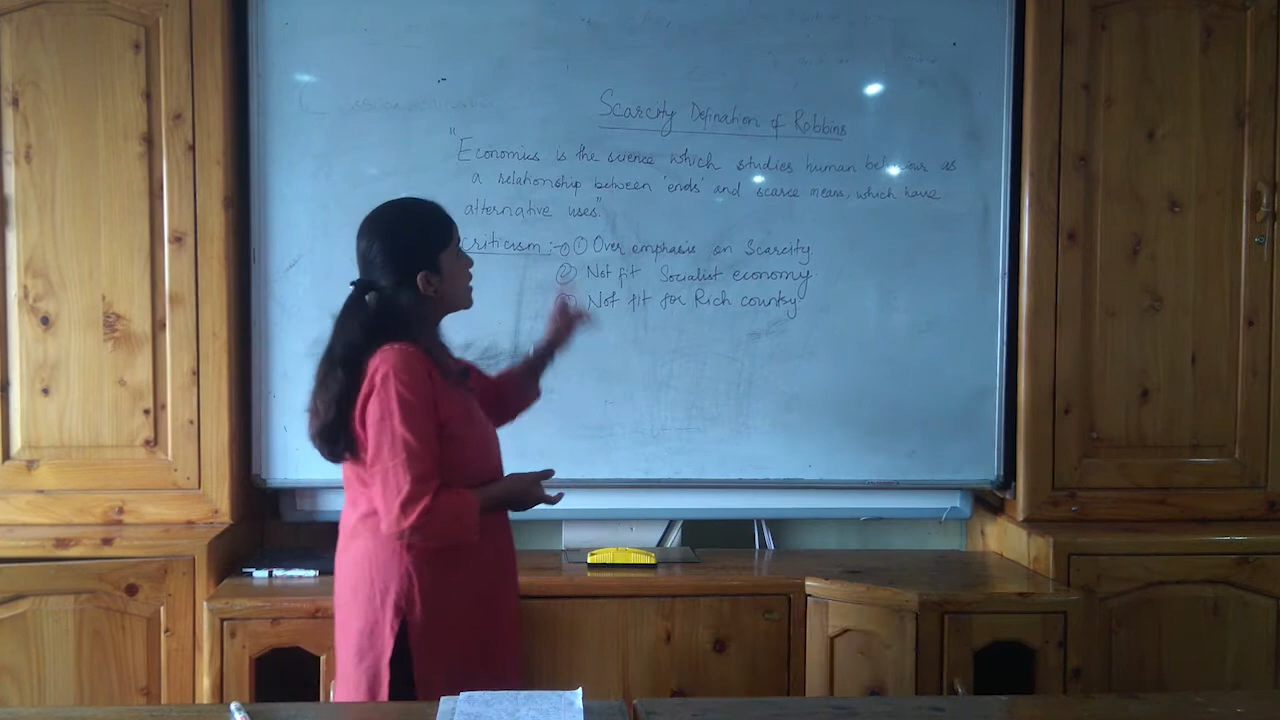 Scarcity Defination of Robbins
"Economics is the science which studies human behaviour as
a relationship between 'ends' and scarce means, which have
alternative uses."
criticism :- ① Over emphasis on Scarcity.
② Not fit Socialist economy.
Not fit for Rich country